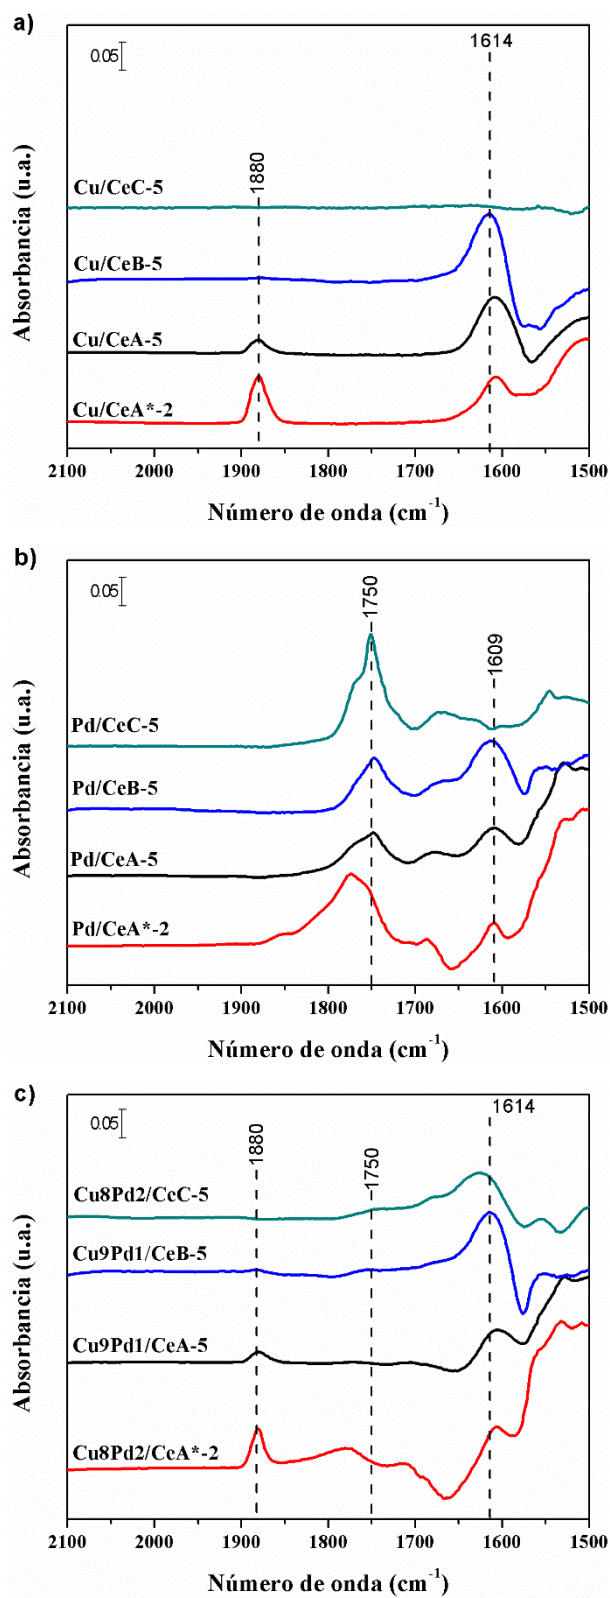 a)
1614
0.05
1880
Cu/CeC-5
Cu/CeB-5
Cu/CeA-5
Cu/CeA*-2
Absorbancia (u.a.)
2100 2000 1900 1800 1700 1600 1500
Número de onda (cm-1)
b)
0.05
1750
1609
Pd/CeC-5
Pd/CeB-5
Pd/CeA-5
Pd/CeA*-2
Absorbancia (u.a.)
2100 2000 1900 1800 1700 1600 1500
Número de onda (cm-1)
c)
1614
0.05
1880
1750
Cu8Pd2/CeC-5
Cu9Pd1/CeB-5
Cu9Pd1/CeA-5
Cu8Pd2/CeA*-2
Absorbancia (u.a.)
2100 2000 1900 1800 1700 1600 1500
Número de onda (cm-1)